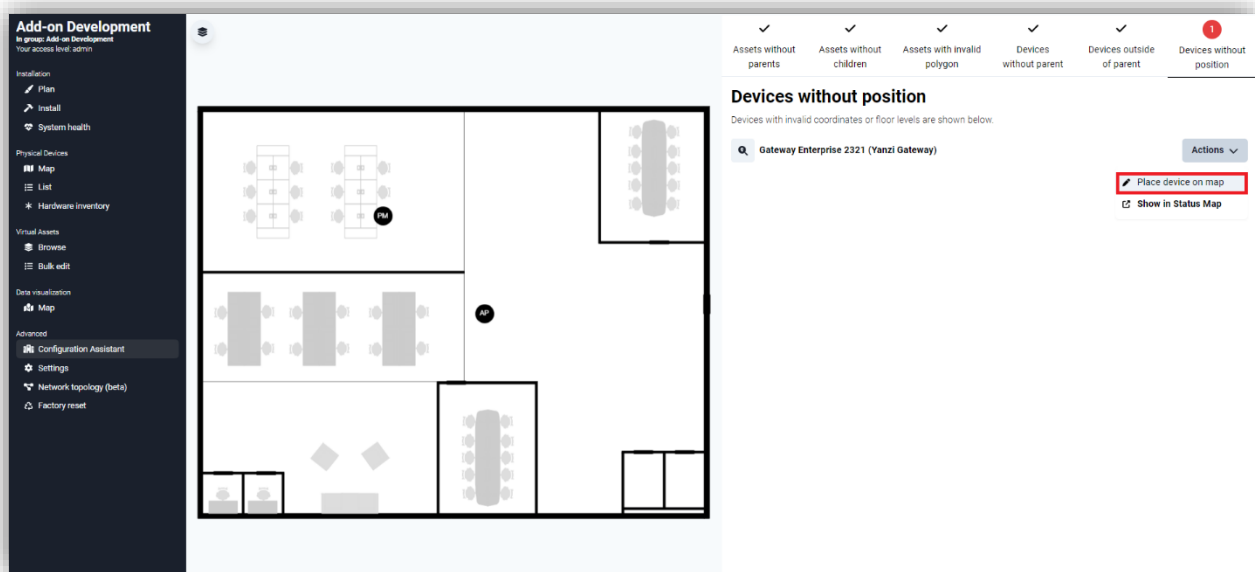 Add-on Development
In group: Add-on Development
Your access level: admin
Installation
Plan
Install
System health
Physical Devices
Map
List
Hardware inventory
Virtual Assets
Browse
Bulk edit
Data visualization
Map
Advanced
Configuration Assistant
Settings
Network topology (beta)
Factory reset
PM
AP
Assets without
parents
Assets without
children
Assets with invalid
polygon
Devices
without parent
Devices outside
of parent
1
Devices without
position
Devices without position
Devices with invalid coordinates or floor levels are shown below.
Gateway Enterprise 2321 (Yanzi Gateway)
Actions
Place device on map
Show in Status Map